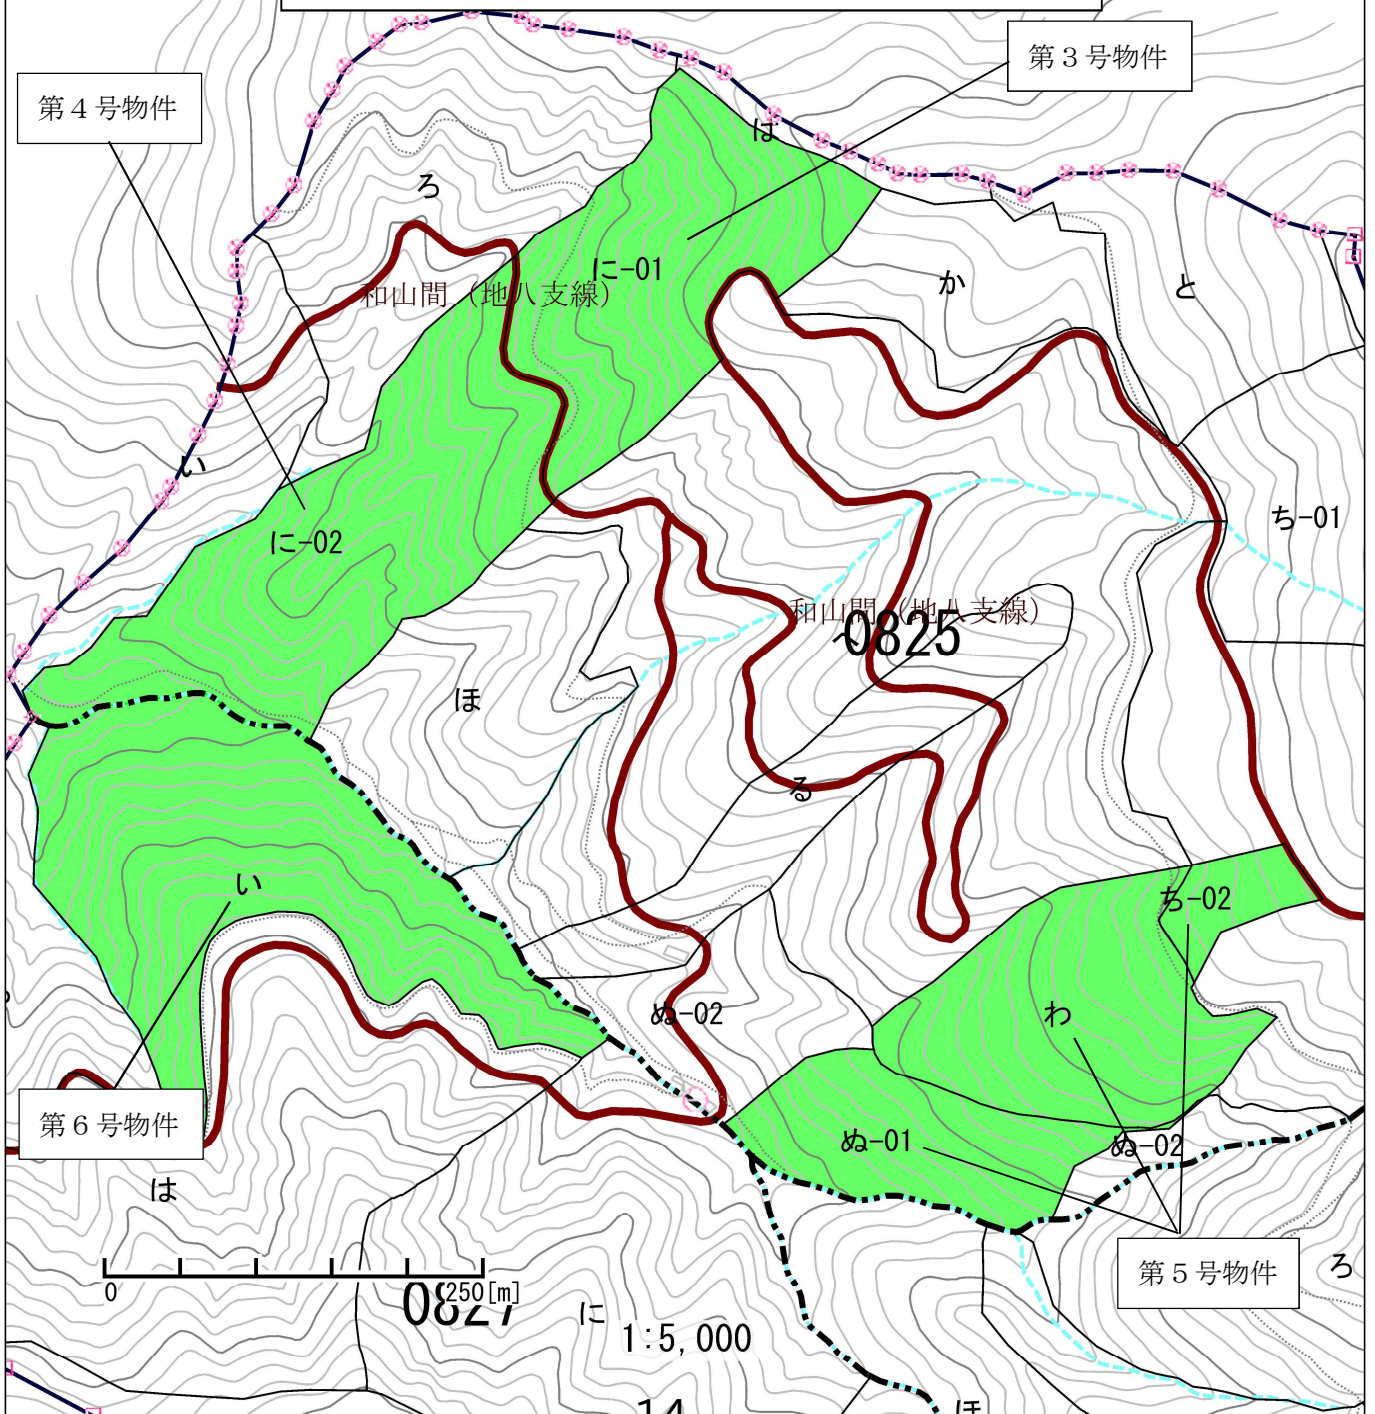 第３号物件
第４号物件
は
ろ
に-01
和山間（地八支線）
か
と
い
に-02
ち-01
和山間（地八支線）
0825
ほ
る
い
ち-02
ぬ-02
わ
第６号物件
ぬ-01
ぬ-02
は
第５号物件
ろ
0
250[m]
0827
に
1:5,000
14
ほ